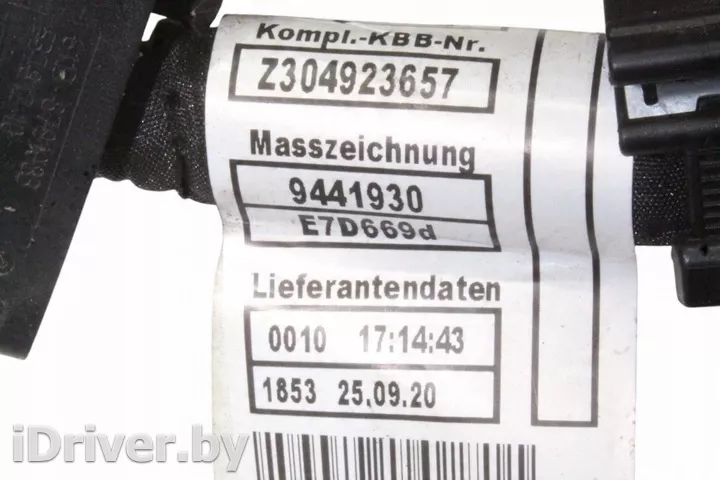 Kompl.-KBB-Nr.
Z304923657
Masszeichnung
9441930
E7D669d
Lieferantendaten
0010 17:14:43
1853 25.09.20
iDriver.by